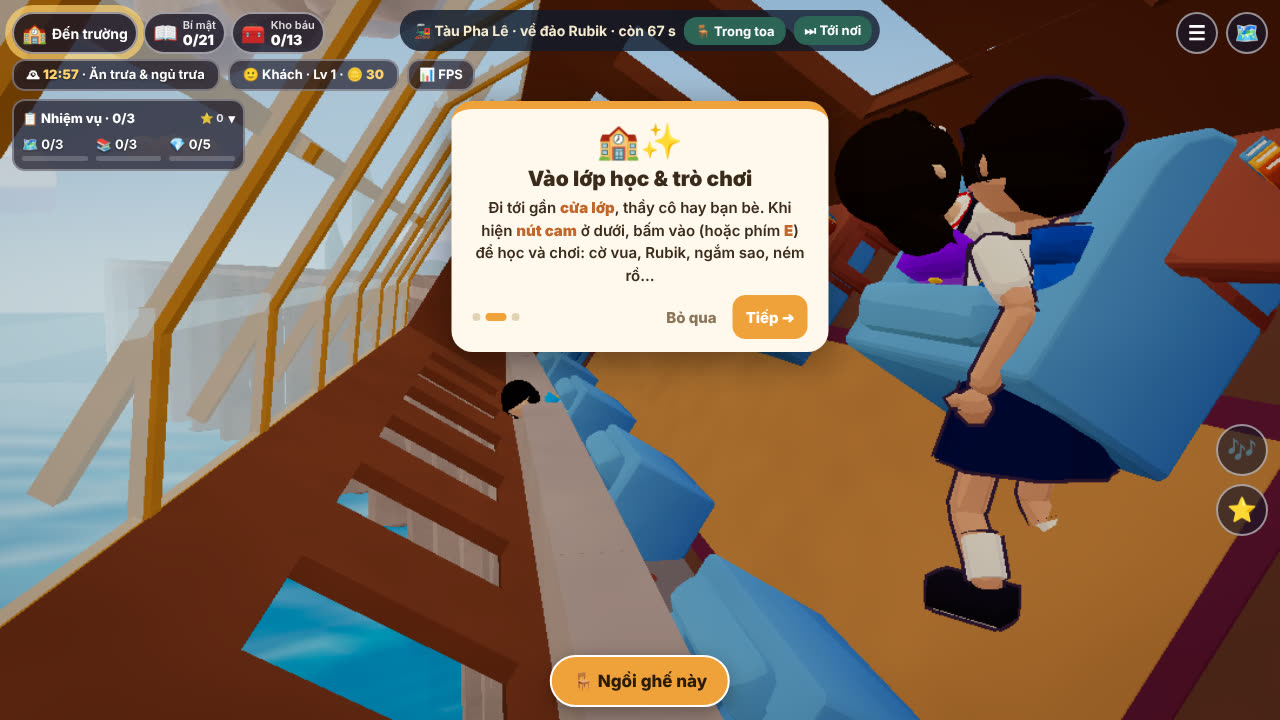 Đến trường
Bí mật
0/21
Kho báu
0/13
Tàu Pha Lê · về đảo Rubik · còn 67 s
Trong toa
Tới nơi
12:57 · Ăn trưa & ngủ trưa
Khách · Lv 1 · 30
FPS
Nhiệm vụ · 0/3
0 ▾
0/3
0/3
0/5
Vào lớp học & trò chơi
Đi tới gần cửa lớp, thầy cô hay bạn bè. Khi
hiện nút cam ở dưới, bấm vào (hoặc phím E)
để học và chơi: cờ vua, Rubik, ngắm sao, ném
rổ...
Bỏ qua
Tiếp ➜
Ngồi ghế này